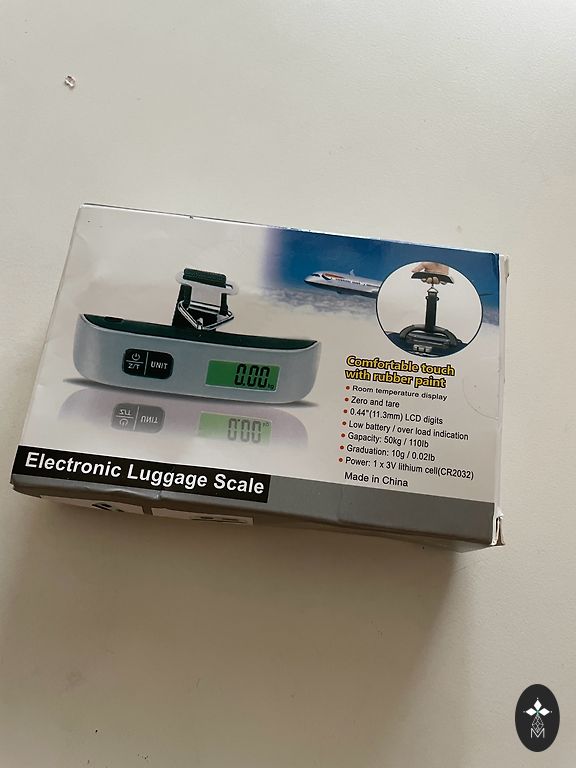 Z/T
UNIT
0.00 kg
Comfortable touch
with rubber paint
• Room temperature display
• Zero and tare
• 0.44"(11.3mm) LCD digits
• Low battery / over load indication
• Gapacity: 50kg / 110lb
• Graduation: 10g / 0.02lb
• Power: 1 x 3V lithium cell(CR2032)
Made in China
Electronic Luggage Scale
M